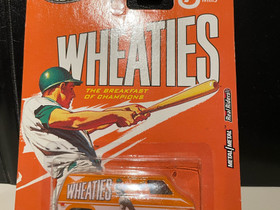 WHEATIES
THE BREAKFAST
OF CHAMPIONS
Real Riders
METAL/METAL
WHEATIES